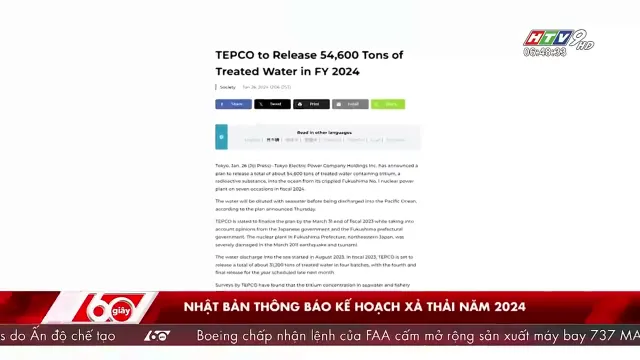 HTV9 HD
06:40:33
TEPCO to Release 54,600 Tons of
Treated Water in FY 2024
Society
Share
Tweet
Print
Email
Share
Read in other languages
Tokyo, Jan. 26 (Jiji Press)--Tokyo Electric Power Company Holdings Inc. has announced a
plan to release a total of about 54,600 tons of treated water containing tritium, a
radioactive substance, into the ocean from its crippled Fukushima No. 1 nuclear power
plant on seven occasions in fiscal 2024.
The water will be diluted with seawater before being discharged into the Pacific Ocean,
according to the plan announced Thursday.
TEPCO is slated to finalize the plan by the March 31 end of fiscal 2023 while taking into
account opinions from the Japanese government and the Fukushima prefectural
government. The nuclear plant in Fukushima Prefecture, northeastern Japan, was
severely damaged in the March 2011 earthquake and tsunami.
The water discharge into the sea started in August 2023. In fiscal 2023, TEPCO is set to
release a total of about 31,200 tons of treated water in four batches, with the fourth and
final release for the year scheduled late next month.
Surveys by TEPCO have found that the tritium concentration in seawater and fishery
60 giây
NHẬT BẢN THÔNG BÁO KẾ HOẠCH XẢ THẢI NĂM 2024
s do Ấn độ chế tạo
60 giây
Boeing chấp nhận lệnh của FAA cấm mở rộng sản xuất máy bay 737 MA